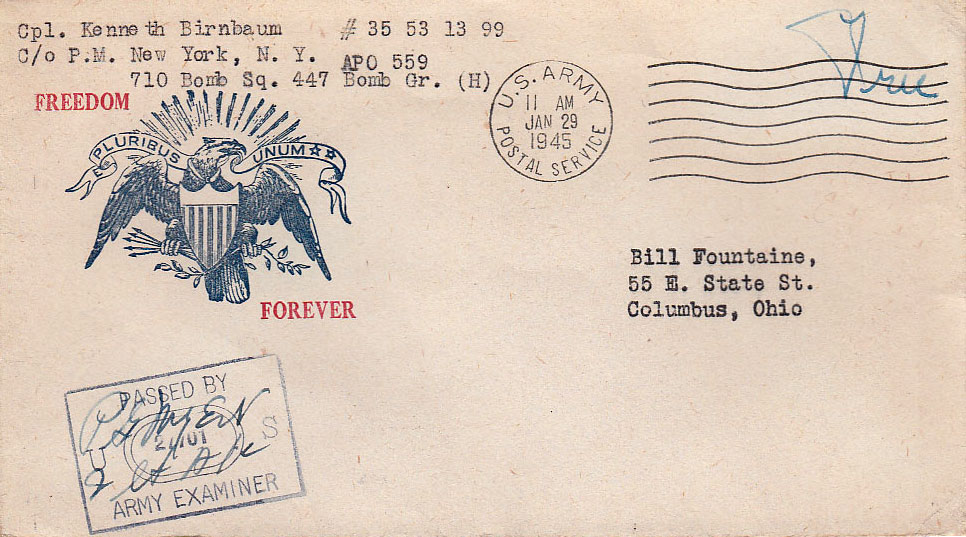 Cpl. Kenneth Birnbaum # 35 53 13 99
C/o P.M. New York, N. Y. APO 559
710 Bomb Sq. 447 Bomb Gr. (H)
FREEDOM
E PLURIBUS UNUM
FOREVER
U.S. ARMY
11 AM
JAN 29
1945
POSTAL SERVICE
Free
Bill Fountaine,
55 E. State St.
Columbus, Ohio
PASSED BY
U S
ARMY EXAMINER